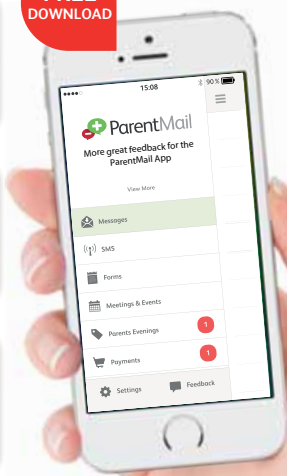 FREE
DOWNLOAD
15:08
90%
ParentMail
More great feedback for the
ParentMail App
View More
Messages
SMS
Forms
Meetings & Events
Parents Evenings
1
Payments
1
Settings
Feedback